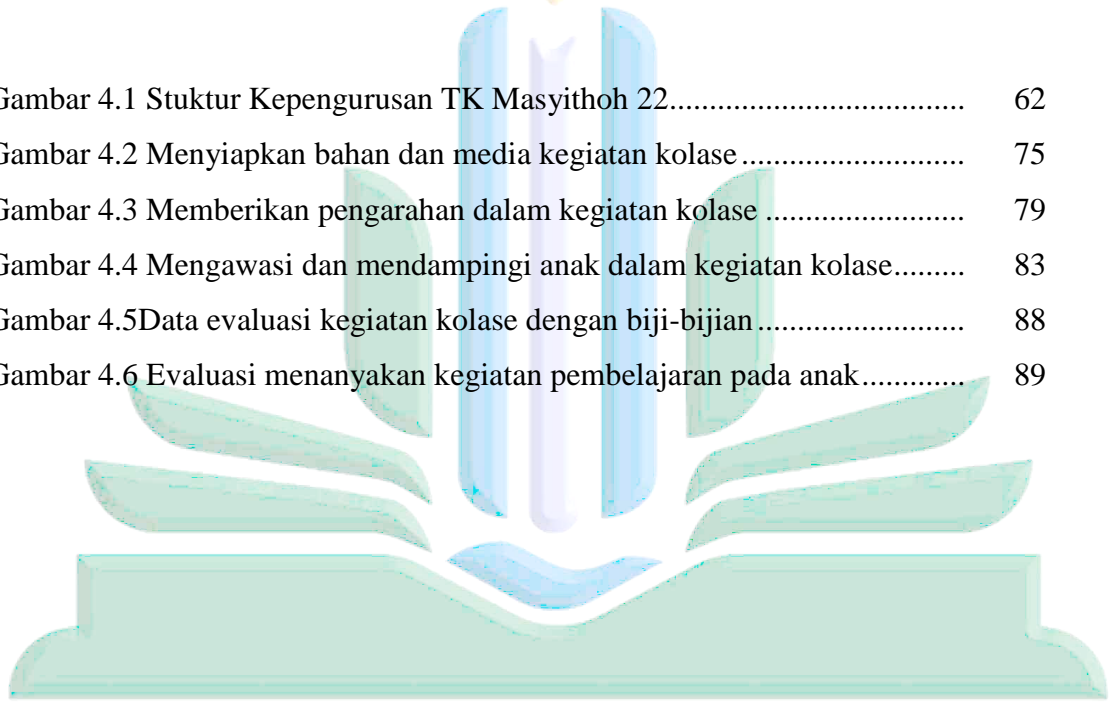 Gambar 4.1 Stuktur Kepengurusan TK Masyithoh 22................................... 62
Gambar 4.2 Menyiapkan bahan dan media kegiatan kolase........................... 75
Gambar 4.3 Memberikan pengarahan dalam kegiatan kolase ........................ 79
Gambar 4.4 Mengawasi dan mendampingi anak dalam kegiatan kolase......... 83
Gambar 4.5Data evaluasi kegiatan kolase dengan biji-bijian......................... 88
Gambar 4.6 Evaluasi menanyakan kegiatan pembelajaran pada anak............. 89